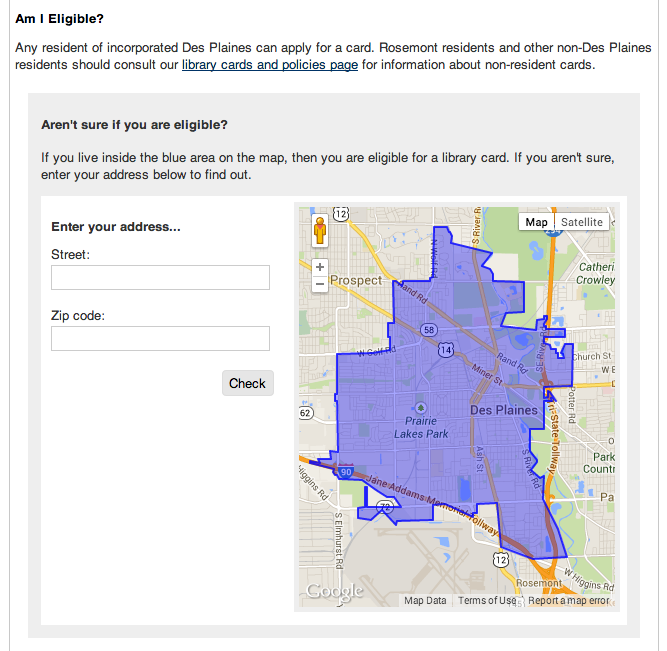 Am I Eligible?
Any resident of incorporated Des Plaines can apply for a card. Rosemont residents and other non-Des Plaines
residents should consult our library cards and policies page for information about non-resident cards.
Aren't sure if you are eligible?
If you live inside the blue area on the map, then you are eligible for a library card. If you aren't sure,
enter your address below to find out.
Enter your address...
Street:
Zip code:
Check
12
S River Rd
Map
Satellite
+
−
N Wolf Rd
Catheri
Crowley
Prospect
Rand Rd
58
14
W Golf Rd
Rand Rd
Miner St
Church St
Potter Rd
62
Prairie
Lakes Park
Des Plaines
Tri-State Tollway
Ash St
S River Rd
Park
Countr
90
Higgins Rd
Jane Addams Memorial Tollway
72
S Elmhurst Rd
Pa
12
Rosemont
W Higgins Rd
Google
Map Data
Terms of Use
Report a map error